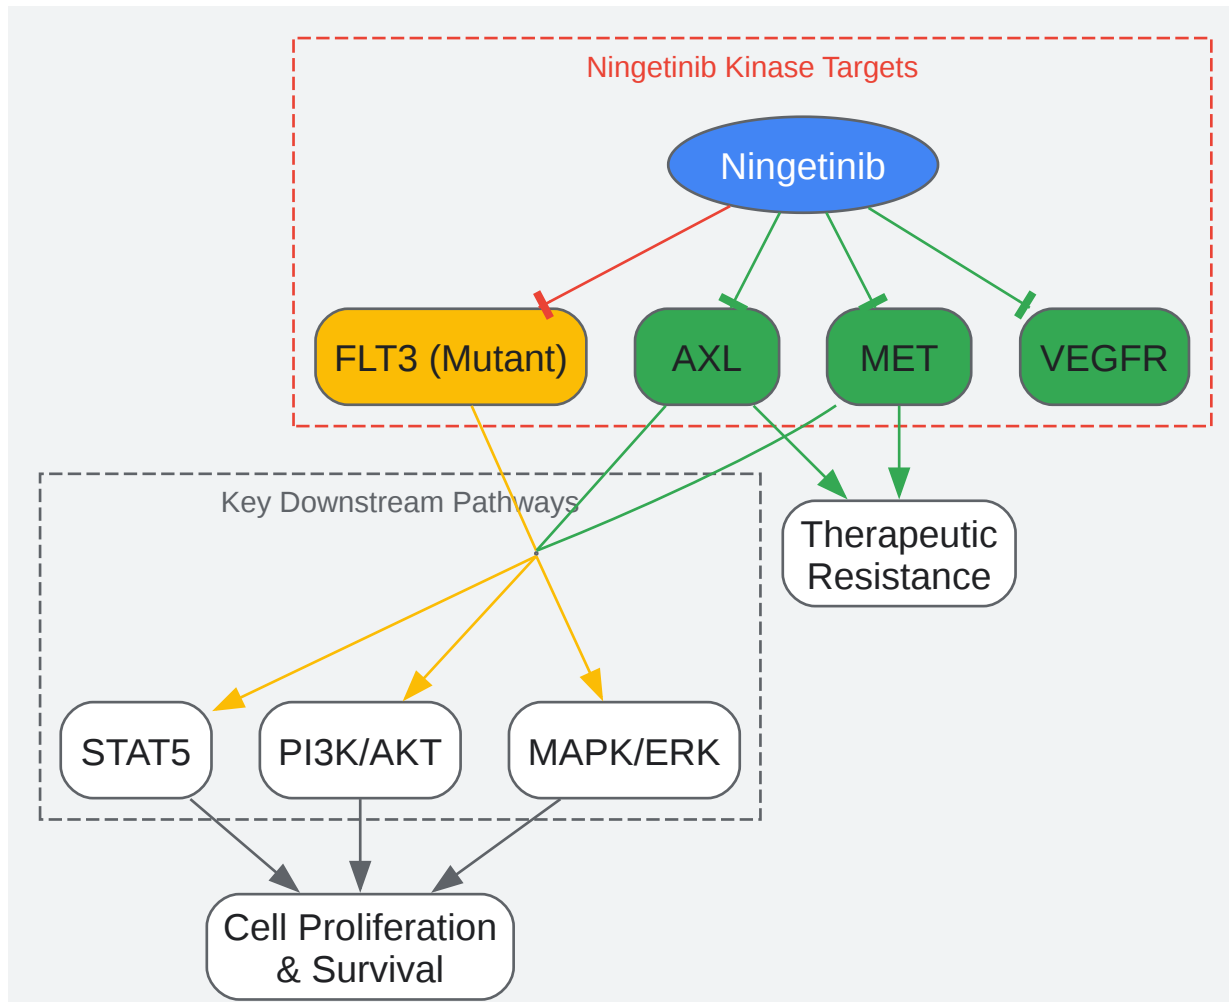 Ningetinib Kinase Targets
Ningetinib
FLT3 (Mutant)
AXL
MET
VEGFR
Key Downstream Pathways
Therapeutic
Resistance
STAT5
PI3K/AKT
MAPK/ERK
Cell Proliferation
& Survival